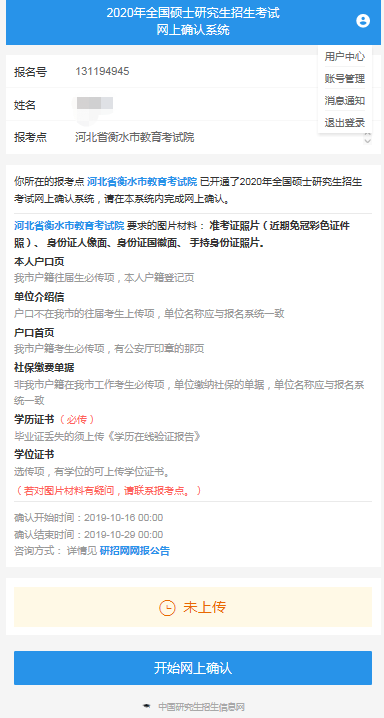 2020年全国硕士研究生招生考试
网上确认系统
用户中心
账号管理
消息通知
退出登录
报名号 131194945
姓名
报考点 河北省衡水市教育考试院
你所在的报考点 河北省衡水市教育考试院 已开通了2020年全国硕士研究生招生
考试网上确认系统，请在本系统内完成网上确认。
河北省衡水市教育考试院 要求的图片材料： 准考证照片（近期免冠彩色证件
照）、 身份证人像面、身份证国徽面、 手持身份证照片。
本人户口页
我市户籍往届生必传项，本人户籍登记页
单位介绍信
户口不在我市的往届考生上传项，单位名称应与报名系统一致
户口首页
我市户籍考生必传项，有公安厅印章的那页
社保缴要单据
非我市户籍在我市工作考生必传项，单位缴纳社保的单据，单位名称应与报名系
统一致
学历证书 （必传）
毕业证丢失的须上传《学历在线验证报告》
学位证书
选传项，有学位的可上传学位证书。
（若对图片材料有疑问，请联系报考点。）
确认开始时间：2019-10-16 00:00
确认结束时间：2019-10-29 00:00
咨询方式： 详情见 研招网网报公告
未上传
开始网上确认
中国研究生招生信息网